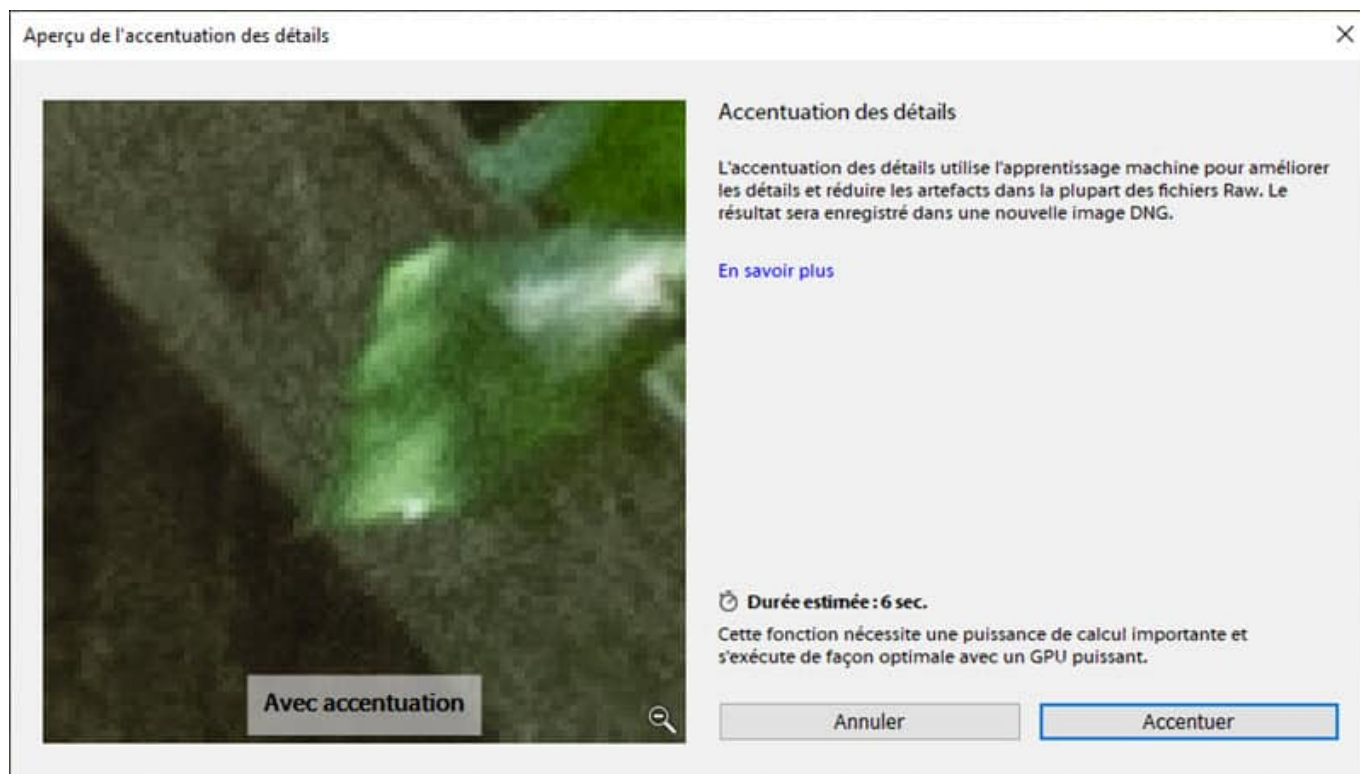 Aperçu de l'accentuation des détails
Accentuation des détails
L'accentuation des détails utilise l'apprentissage machine pour améliorer
les détails et réduire les artefacts dans la plupart des fichiers Raw. Le
résultat sera enregistré dans une nouvelle image DNG.
En savoir plus
Durée estimée : 6 sec.
Cette fonction nécessite une puissance de calcul importante et
s'exécute de façon optimale avec un GPU puissant.
Avec accentuation
Annuler
Accentuer